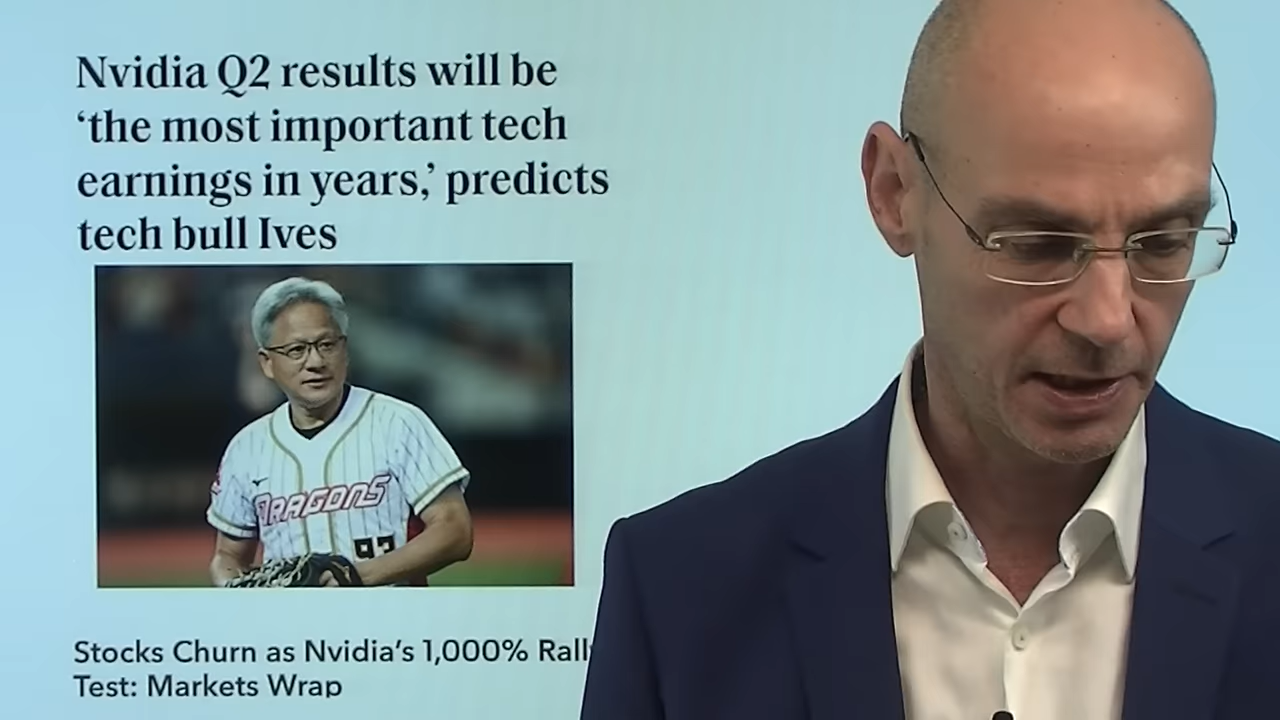 Nvidia Q2 results will be
‘the most important tech
earnings in years,’ predicts
tech bull Ives
DRAGONS
93
Stocks Churn as Nvidia’s 1,000%
Test: Markets Wrap